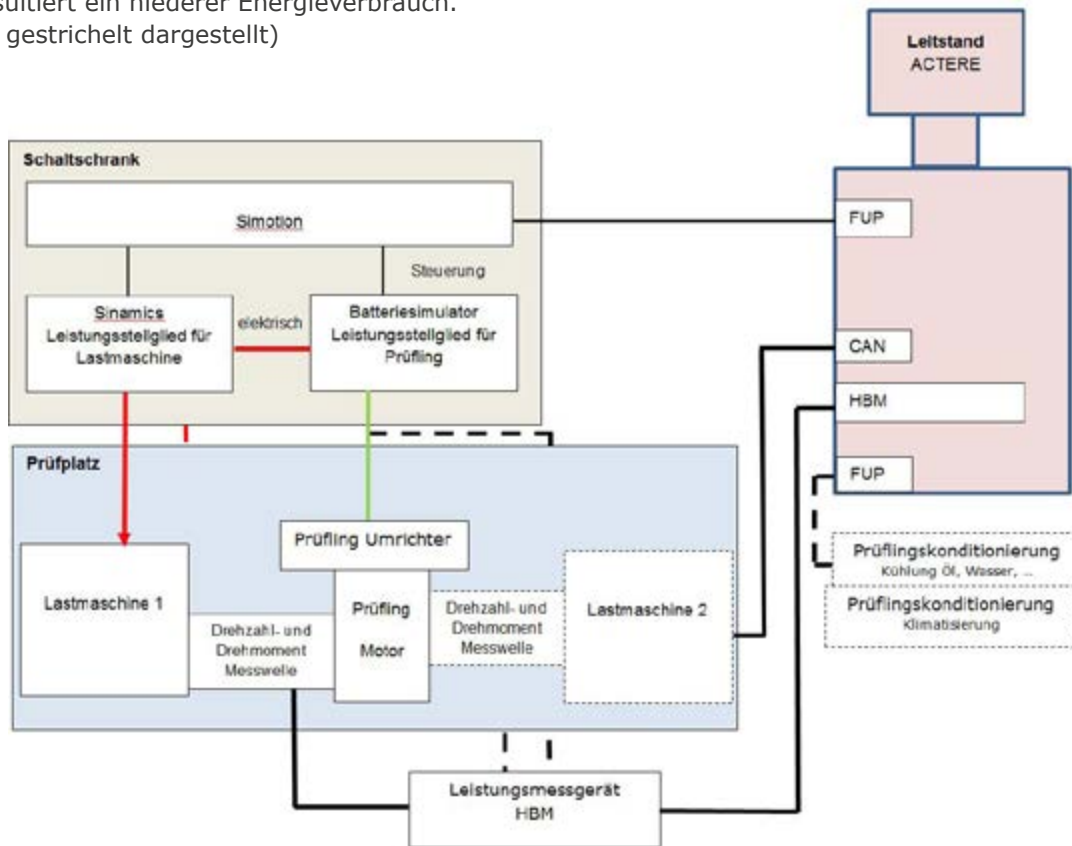 sultiert ein niederer Energieverbrauch.
gestrichelt dargestellt)
Leitstand
ACTERE
Schaltschrank
Simotion
FUP
Steuerung
Sinamics
Leistungsstellglied für
Lastmaschine
elektrisch
Batteriesimulator
Leistungsstellglied für
Prüfling
CAN
HBM
FUP
Prüfplatz
Prüfling Umrichter
Lastmaschine 1
Drehzahl- und
Drehmoment
Messwelle
Prüfling
Motor
Drehzahl- und
Drehmoment
Messwelle
Lastmaschine 2
Prüflingskonditionierung
Kühlung Öl, Wasser, ...
Prüflingskonditionierung
Klimatisierung
Leistungsmessgerät
HBM